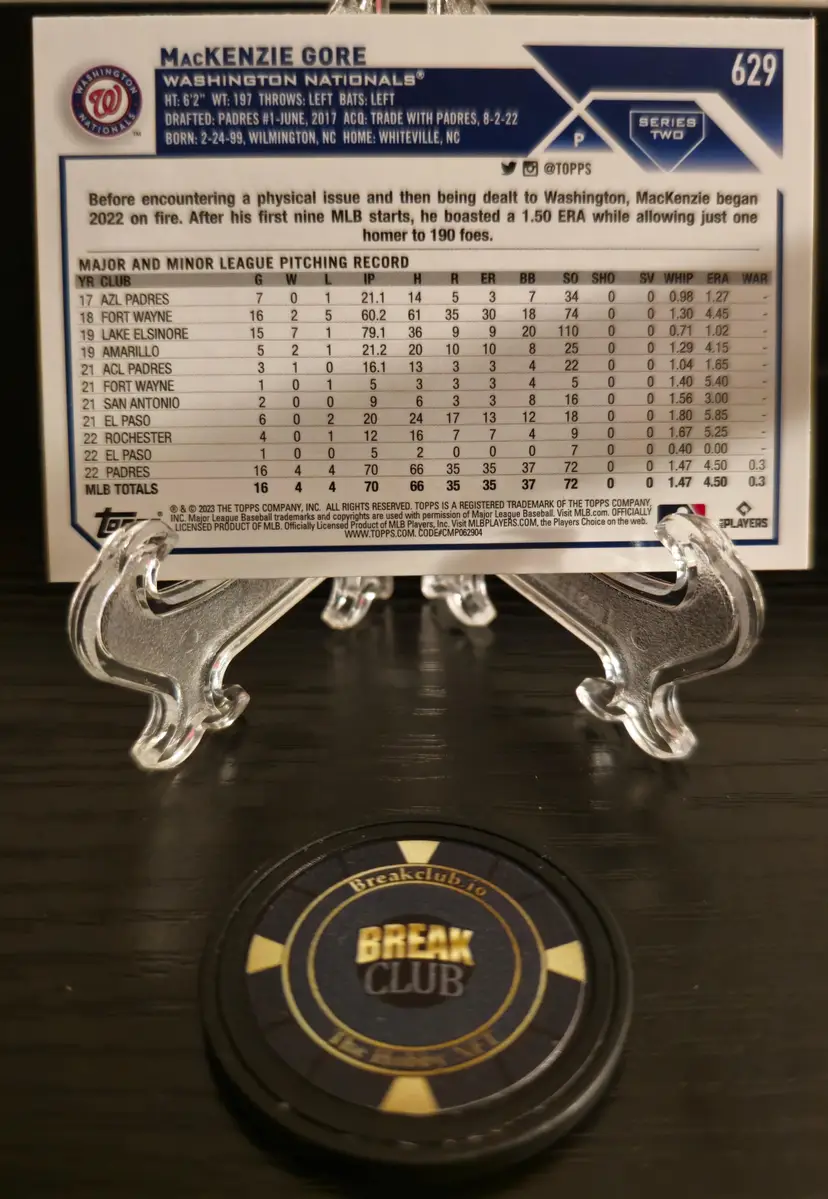 MacKENZIE GORE
629
WASHINGTON NATIONALS®
HT: 6'2" WT: 197 THROWS: LEFT BATS: LEFT
DRAFTED: PADRES #1-JUNE, 2017 ACQ: TRADE WITH PADRES, 8-2-22
BORN: 2-24-99, WILMINGTON, NC HOME: WHITEVILLE, NC
WASHINGTON
W
NATIONALS
TM
P
SERIES
TWO
@TOPPS
Before encountering a physical issue and then being dealt to Washington, MacKenzie began
2022 on fire. After his first nine MLB starts, he boasted a 1.50 ERA while allowing just one
homer to 190 foes.
MAJOR AND MINOR LEAGUE PITCHING RECORD
YR CLUB G W L IP H R ER BB SO SHO SV WHIP ERA WAR
17 AZL PADRES 7 0 1 21.1 14 5 3 7 34 0 0 0.98 1.27 -
18 FORT WAYNE 16 2 5 60.2 61 35 30 18 74 0 0 1.30 4.45 -
19 LAKE ELSINORE 15 7 1 79.1 36 9 9 20 110 0 0 0.71 1.02 -
19 AMARILLO 5 2 1 21.2 20 10 10 8 25 0 0 1.29 4.15 -
21 ACL PADRES 3 1 0 16.1 13 3 3 4 22 0 0 1.04 1.65 -
21 FORT WAYNE 1 0 1 5 3 3 3 4 5 0 0 1.40 5.40 -
21 SAN ANTONIO 2 0 0 9 6 3 3 8 16 0 0 1.56 3.00 -
21 EL PASO 6 0 2 20 24 17 13 12 18 0 0 1.80 5.85 -
22 ROCHESTER 4 0 1 12 16 7 7 4 9 0 0 1.67 5.25 -
22 EL PASO 1 0 0 5 2 0 0 0 7 0 0 0.40 0.00 -
22 PADRES 16 4 4 70 66 35 35 37 72 0 0 1.47 4.50 0.3
MLB TOTALS 16 4 4 70 66 35 35 37 72 0 0 1.47 4.50 0.3
® & © 2023 THE TOPPS COMPANY, INC. ALL RIGHTS RESERVED. TOPPS IS A REGISTERED TRADEMARK OF THE TOPPS COMPANY,
INC. Major League Baseball trademarks and copyrights are used with permission of Major League Baseball. Visit MLB.com. OFFICIALLY
LICENSED PRODUCT OF MLB. Officially Licensed Product of MLB Players, Inc. Visit MLBPLAYERS.COM, the Players Choice on the web.
WWW.TOPPS.COM. CODE#CMP062904
PLAYERS
Breakclub.io
BREAK
CLUB
The Hobby NFT